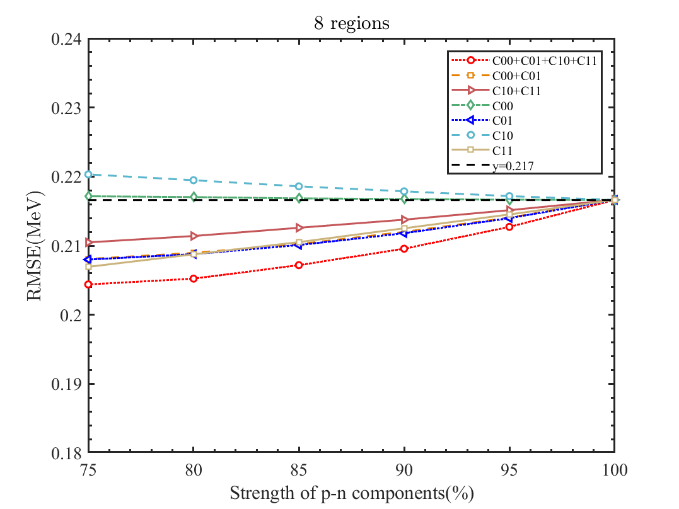 8 regions
0.24
0.23
0.22
0.21
0.2
0.19
0.18
RMSE(MeV)
C00+C01+C10+C11
C00+C01
C10+C11
C00
C01
C10
C11
y=0.217
75 80 85 90 95 100
Strength of p-n components(%)